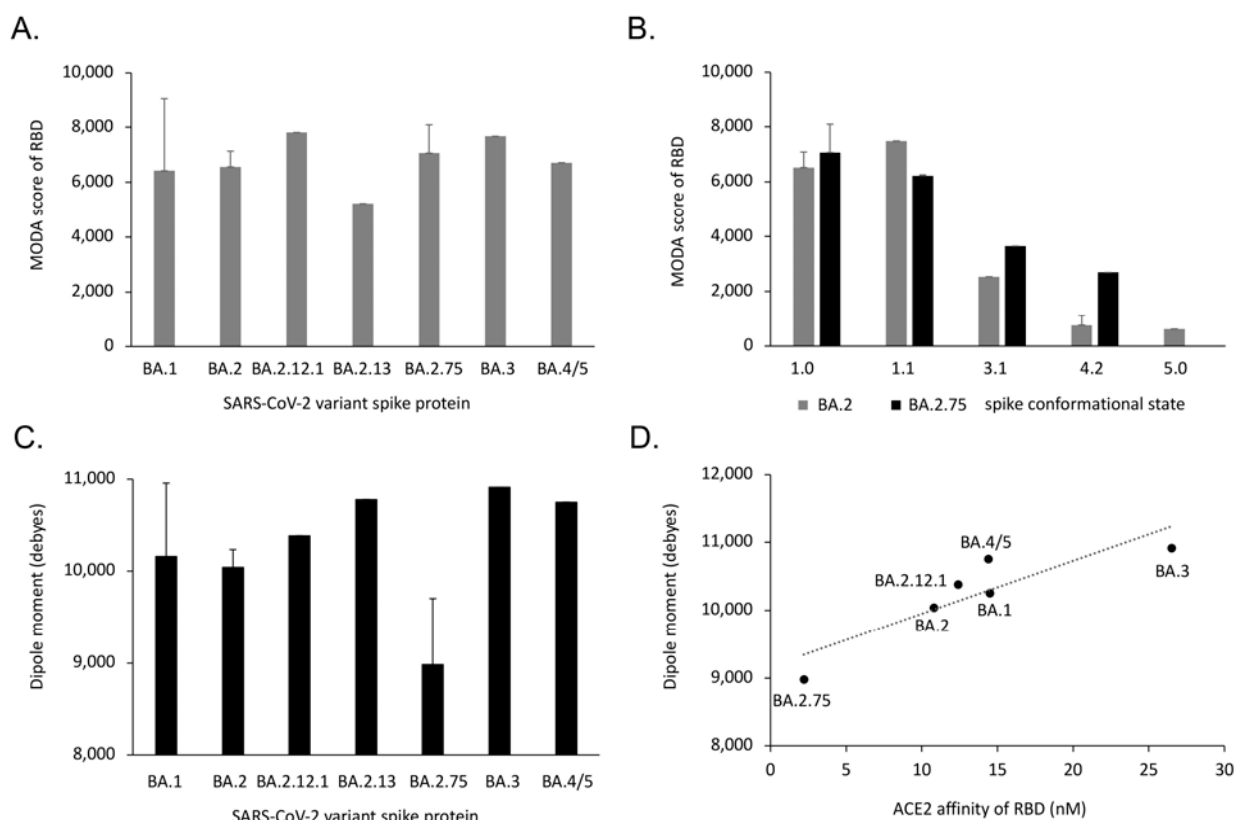 A.
10,000
8,000
6,000
4,000
2,000
0
MODA score of RBD
BA.1 BA.2 BA.2.12.1 BA.2.13 BA.2.75 BA.3 BA.4/5
SARS-CoV-2 variant spike protein
B.
10,000
8,000
6,000
4,000
2,000
0
MODA score of RBD
1.0 1.1 3.1 4.2 5.0
BA.2 BA.2.75 spike conformational state
C.
11,000
10,000
9,000
8,000
Dipole moment (debyes)
BA.1 BA.2 BA.2.12.1 BA.2.13 BA.2.75 BA.3 BA.4/5
SARS-CoV-2 variant spike protein
D.
12,000
11,000
10,000
9,000
8,000
Dipole moment (debyes)
BA.4/5
BA.2.12.1
BA.3
BA.1
BA.2
BA.2.75
0 5 10 15 20 25 30
ACE2 affinity of RBD (nM)